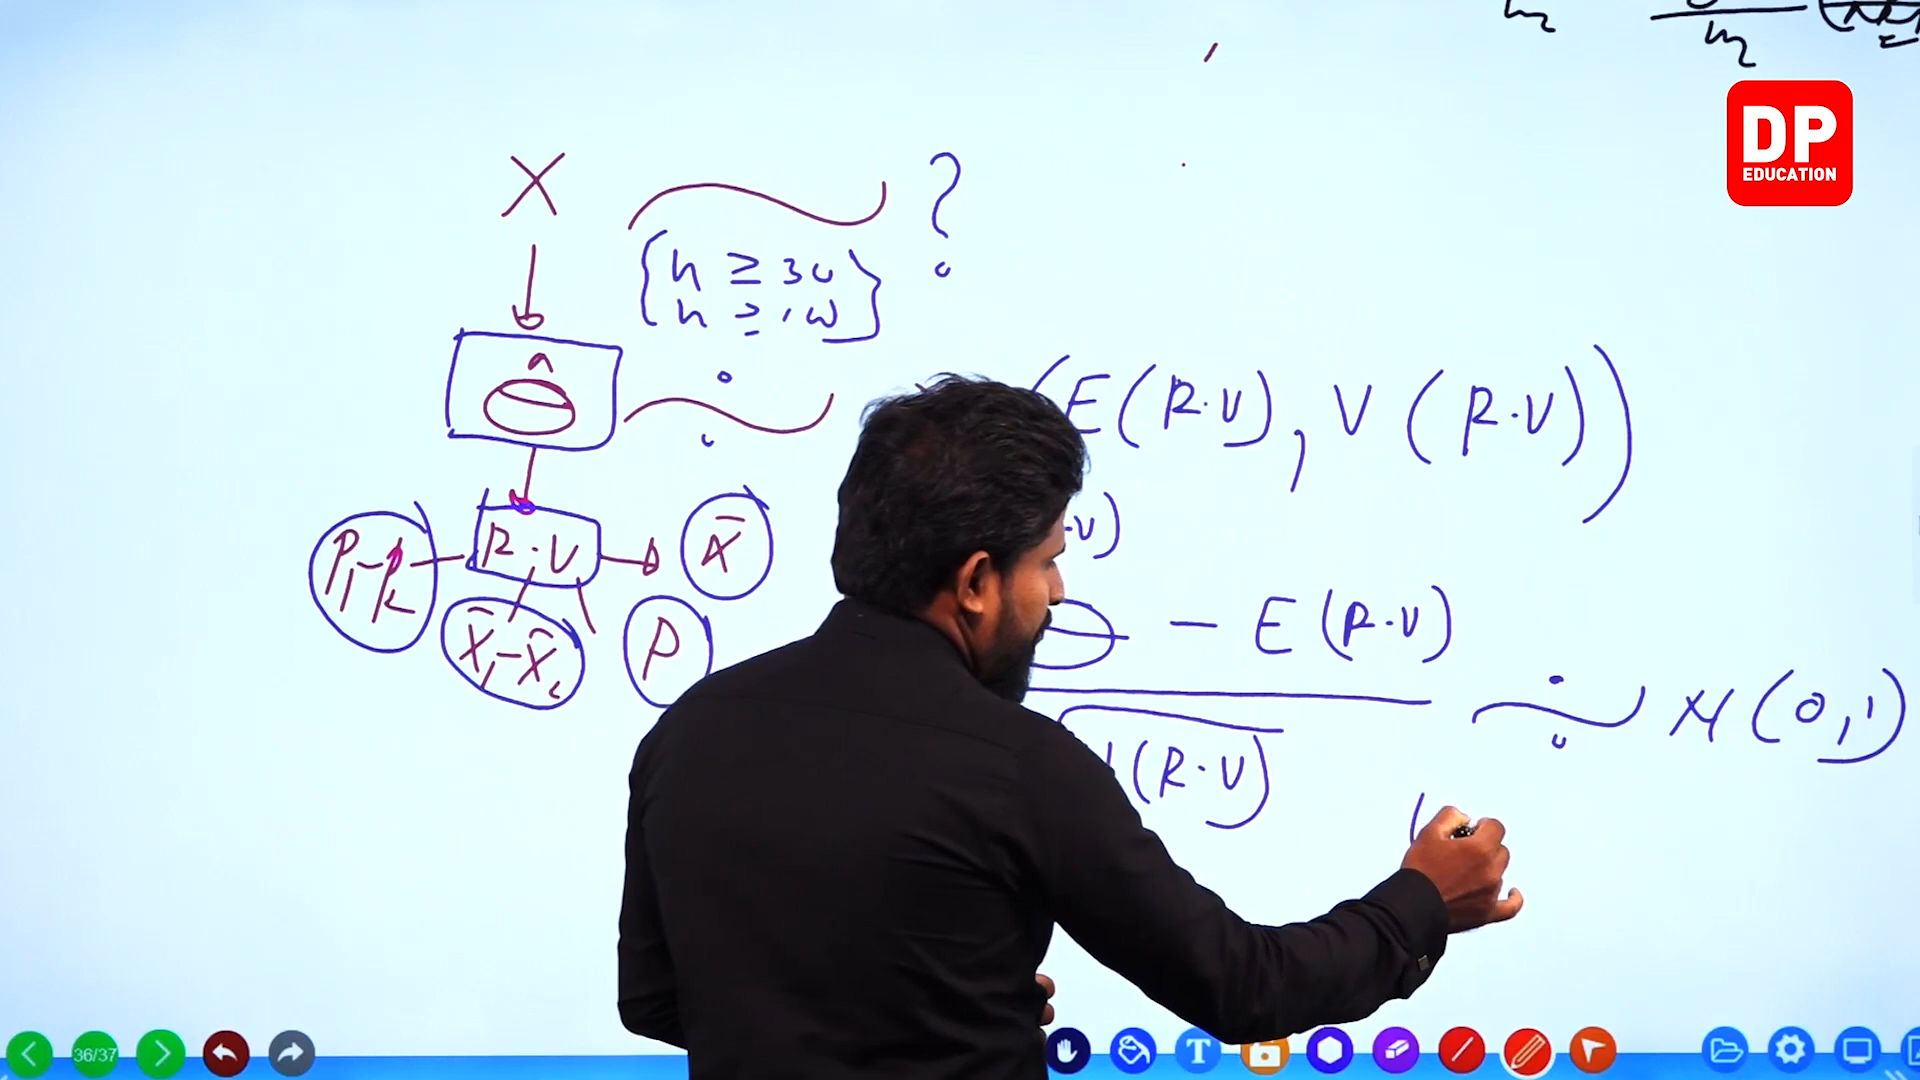 DP
EDUCATION
X ?
n ≥ 30
n ≥ 100
θ̂
(E(R.V), V(R.V))
R.V
X̄
P₁-P₂
X̄₁-X̄₂
P
- E(R.V)
(R.V)
N(0,1)
36/37
T